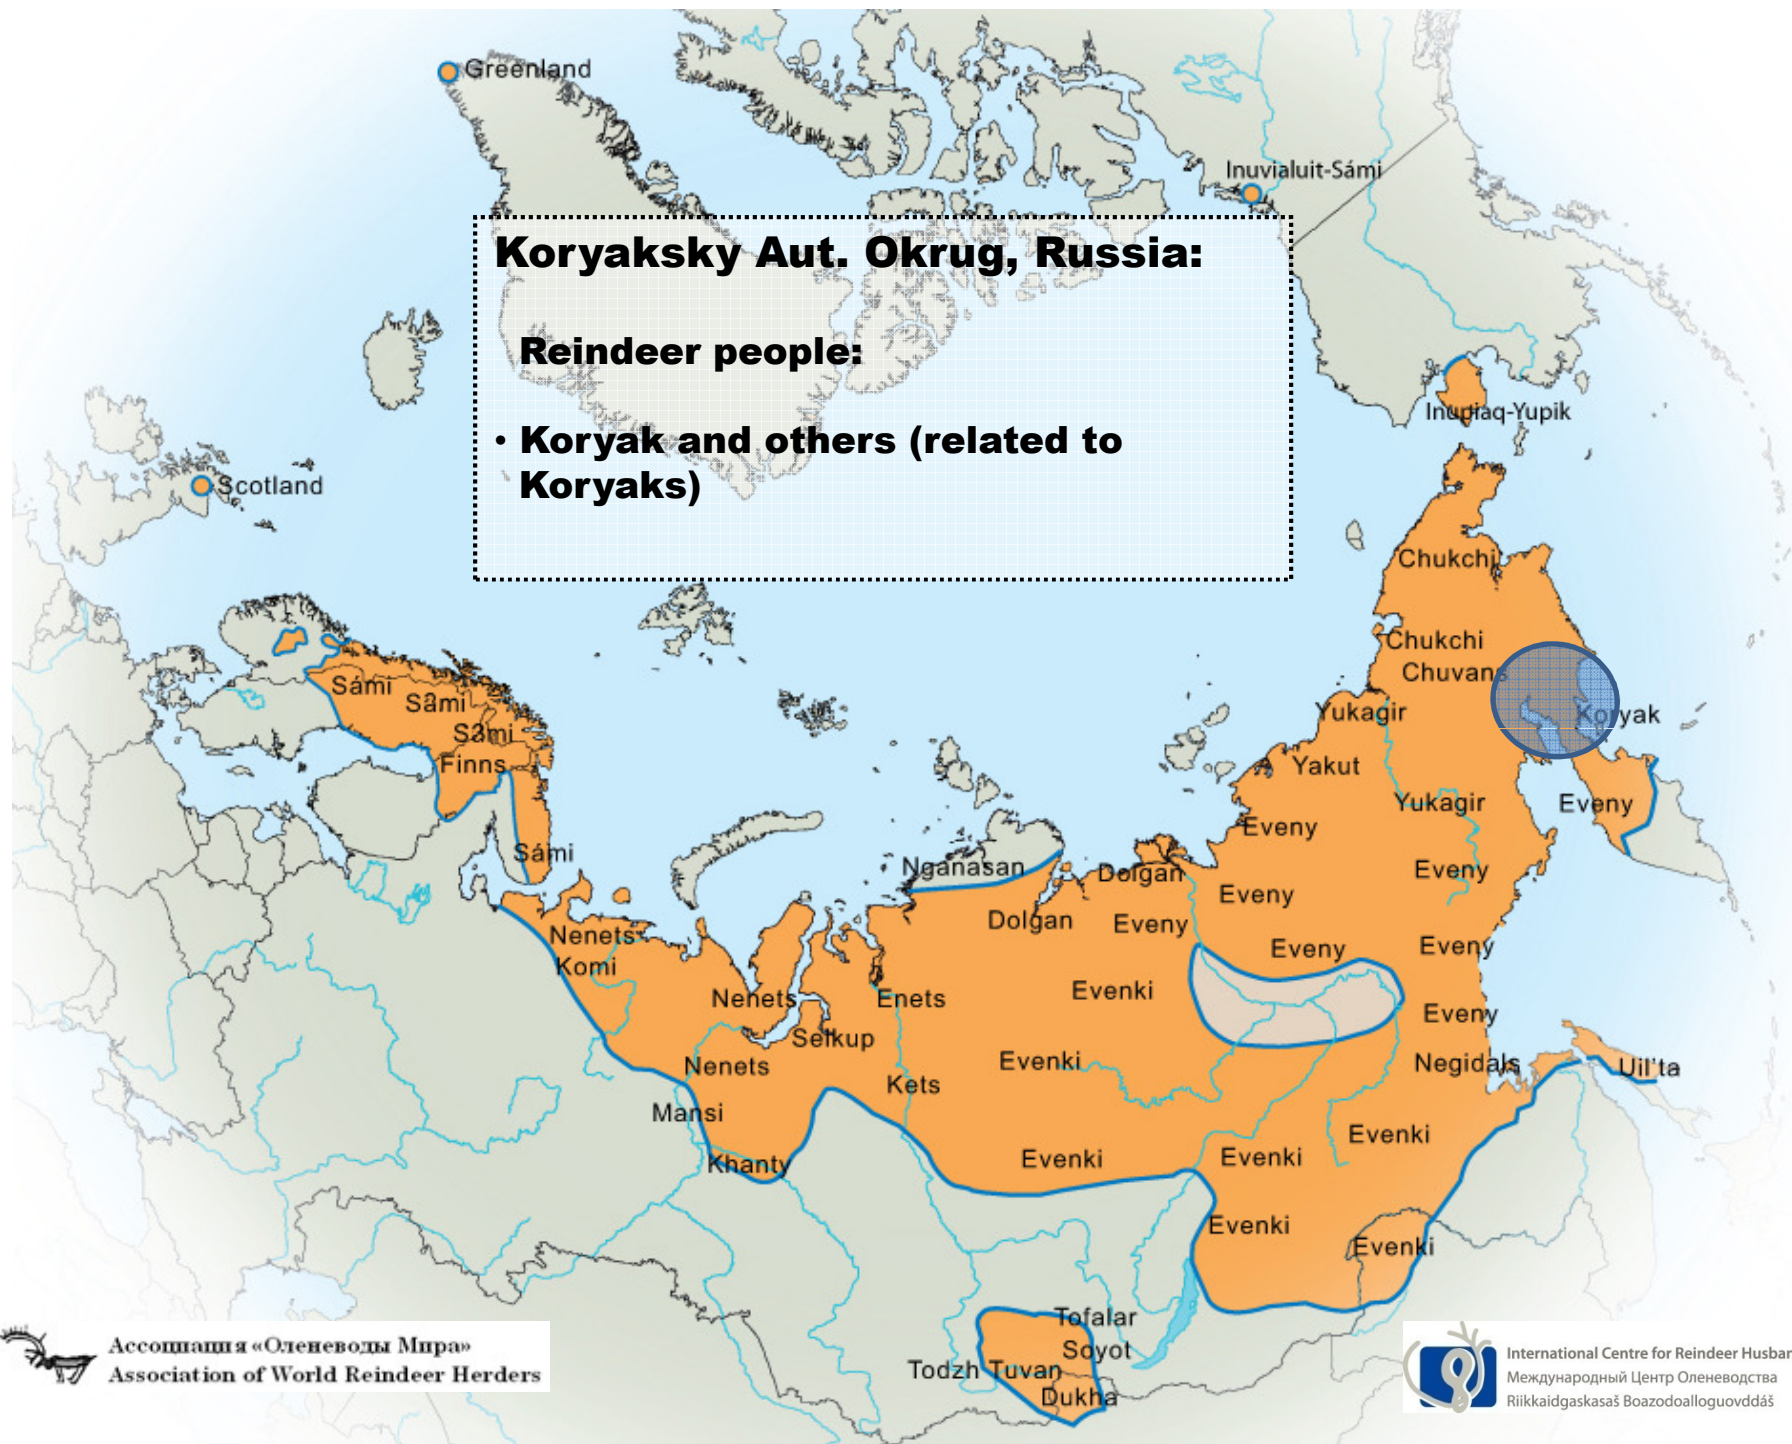 Greenland
Inuvialuit-Sámi
Koryaksky Aut. Okrug, Russia:
Reindeer people:
• Koryak and others (related to
Koryaks)
Inupiaq-Yupik
Scotland
Chukchi
Chukchi
Chuvans
Sámi
Sãmi
Sámi
Finns
Sámi
Koryak
Yukagir
Yakut
Yukagir
Eveny
Eveny
Nganasan
Dolgan
Eveny
Eveny
Dolgan
Eveny
Nenets
Komi
Eveny
Eveny
Nenets
Enets
Evenki
Eveny
Selkup
Nenets
Evenki
Negidals
Uil'ta
Kets
Mansi
Evenki
Khanty
Evenki
Evenki
Evenki
Evenki
Tofalar
Soyot
Todzh Tuvan
Dukha
Ассоциация «Оленеводы Мира»
Association of World Reindeer Herders
International Centre for Reindeer Husban
Международный Центр Оленеводства
Riikkaidgaskasaš Boazodoalloguovddáš